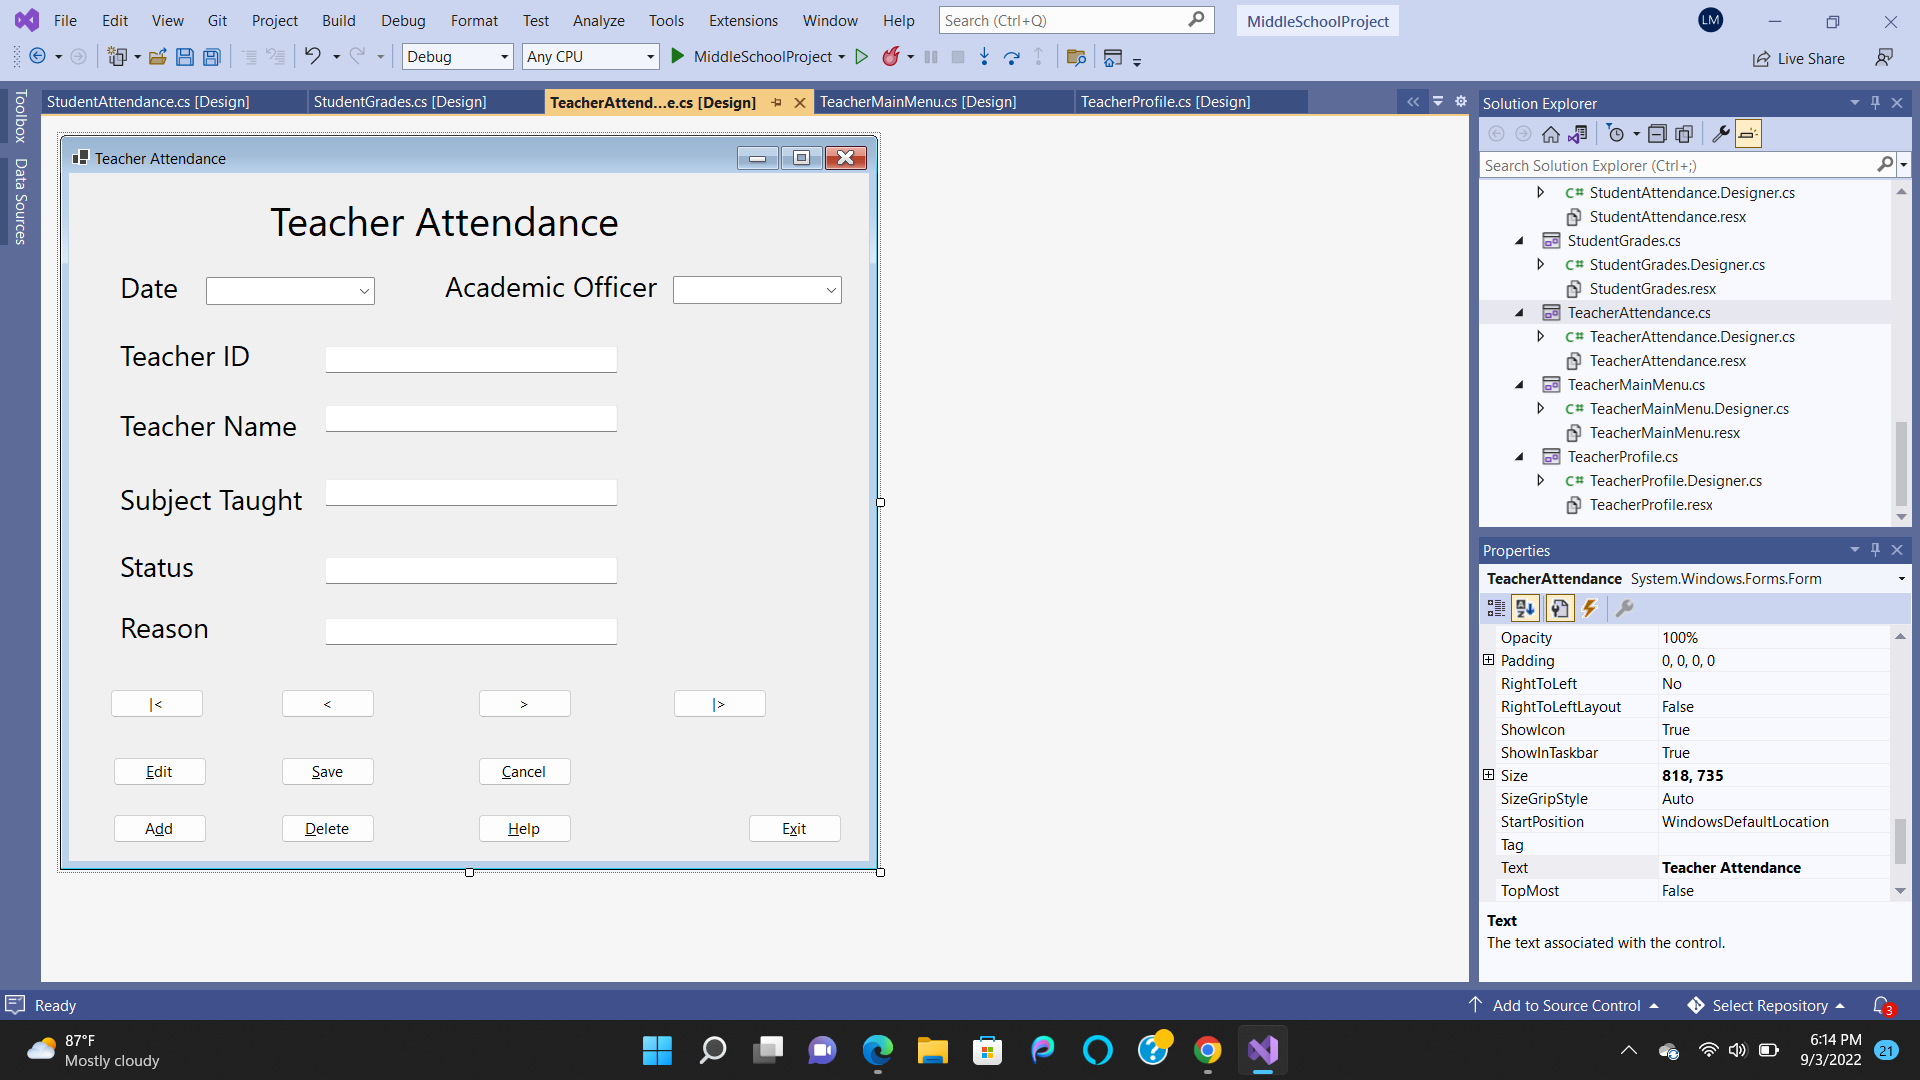 File Edit View Git Project Build Debug Format Test Analyze Tools Extensions Window Help Search (Ctrl+Q) MiddleSchoolProject LM
Debug Any CPU MiddleSchoolProject Live Share
Toolbox
Data Sources
StudentAttendance.cs [Design] StudentGrades.cs [Design] TeacherAttend...e.cs [Design] TeacherMainMenu.cs [Design] TeacherProfile.cs [Design]
Teacher Attendance
Teacher Attendance
Date Academic Officer
Teacher ID
Teacher Name
Subject Taught
Status
Reason
|< < > |>
Edit Save Cancel
Add Delete Help Exit
Solution Explorer
Search Solution Explorer (Ctrl+;)
C# StudentAttendance.Designer.cs
StudentAttendance.resx
StudentGrades.cs
C# StudentGrades.Designer.cs
StudentGrades.resx
TeacherAttendance.cs
C# TeacherAttendance.Designer.cs
TeacherAttendance.resx
TeacherMainMenu.cs
C# TeacherMainMenu.Designer.cs
TeacherMainMenu.resx
TeacherProfile.cs
C# TeacherProfile.Designer.cs
TeacherProfile.resx
Properties
TeacherAttendance System.Windows.Forms.Form
Opacity 100%
Padding 0, 0, 0, 0
RightToLeft No
RightToLeftLayout False
ShowIcon True
ShowInTaskbar True
Size 818, 735
SizeGripStyle Auto
StartPosition WindowsDefaultLocation
Tag
Text Teacher Attendance
TopMost False
Text
The text associated with the control.
Ready Add to Source Control Select Repository 3
87°F
Mostly cloudy
6:14 PM
9/3/2022
21